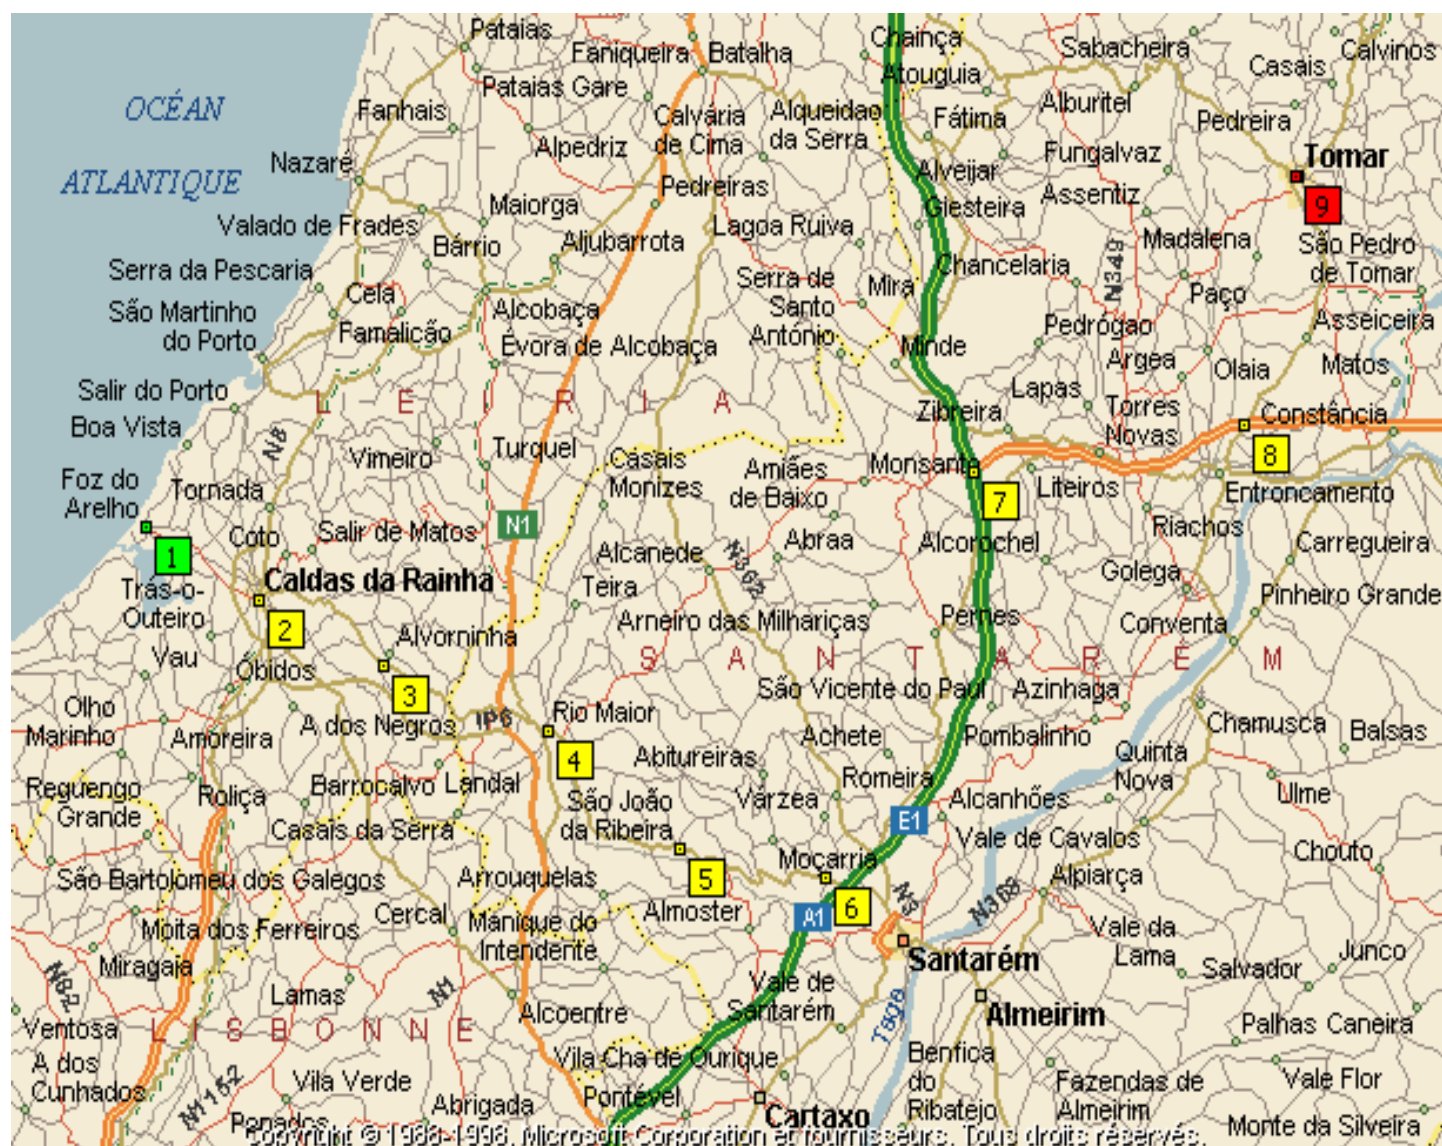 Pataias
Faniqueira
Batalha
Chainça
Sabacheira
Calvinos
Casais
Pataias Gare
Atouguia
OCÉAN
Fanhais
Calvária
de Cima
Alqueidao
da Serra
Fátima
Alburitel
Pedreira
Alpedriz
Nazaré
Fungalvaz
Tomar
ATLANTIQUE
Pedreiras
Alveijar
Assentiz
9
Maiorga
Giesteira
Valado de Frades
Bárrio
Aljubarrota
Lagoa Ruiva
Madalena
São Pedro
de Tomar
Serra da Pescaria
Serra de
Santo
António
Mira
Chancelaria
N349
Cela
Paço
São Martinho
do Porto
Alcobaça
Famalicão
Évora de Alcobaça
Minde
Pedrógao
Asseiceira
Argea
Olaia
Matos
Salir do Porto
Lapas
LEIRIA
Zibreira
Torres
Novas
Constância
Boa Vista
N8
Turquel
Vimeiro
Casais
Monizes
Amiães
de Baixo
Monsanto
8
Foz do
Arelho
Tornada
7
Liteiros
Entroncamento
N1
Riachos
Coto
Salir de Matos
1
Alcanede
N362
Abraa
Alcorochel
Carregueira
Trás-o-
Outeiro
Caldas da Rainha
Teira
Golega
Pinheiro Grande
2
Alvorninha
Arneiro das Milhariças
Pernes
Conventa
Vau
Óbidos
SANTARÉM
3
São Vicente do Paul
Azinhaga
Olho
Marinho
A dos Negros
IP6
Rio Maior
Chamusca
Balsas
Amoreira
4
Abitureiras
Achete
Pombalinho
Quinta
Nova
Reguengo
Grande
Roliça
Barrocalvo
Landal
São João
da Ribeira
Várzea
Romeira
Alcanhões
Ulme
Casais da Serra
E1
Vale de Cavalos
Chouto
Moçarria
São Bartolomeu dos Galegos
Arrouquelas
5
6
N3
N368
Alpiarça
Almoster
A1
Moita dos Ferreiros
Cercal
Manique do
Intendente
Vale da
Lama
Junco
Miragaia
Santarém
Salvador
N82
Lamas
N1
Vale de
Santarém
Alcoentre
Tage
Almeirim
Ventosa
LISBONNE
Palhas
Caneira
A dos
Cunhados
Vila Cha de Ourique
Benfica
do
Ribatejo
N1152
Vila Verde
Pontével
Fazendas de
Almeirim
Vale Flor
Abrigada
Cartaxo
Penados
Monte da Silveira
Copyright © 1988-1998, Microsoft Corporation et fournisseurs. Tous droits réservés.